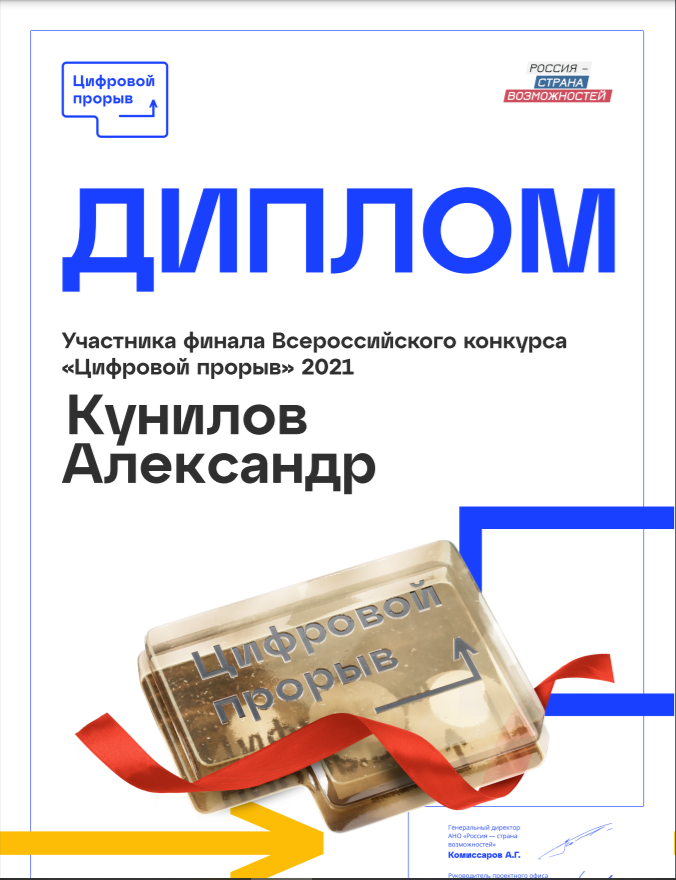 Цифровой
прорыв
РОССИЯ –
СТРАНА
ВОЗМОЖНОСТЕЙ
ДИПЛОМ
Участника финала Всероссийского конкурса
«Цифровой прорыв» 2021
Кунилов
Александр
Цифровой
прорыв
Генеральный директор
АНО «Россия — страна
возможностей»
Комиссаров А.Г.
Руководитель проектного офиса